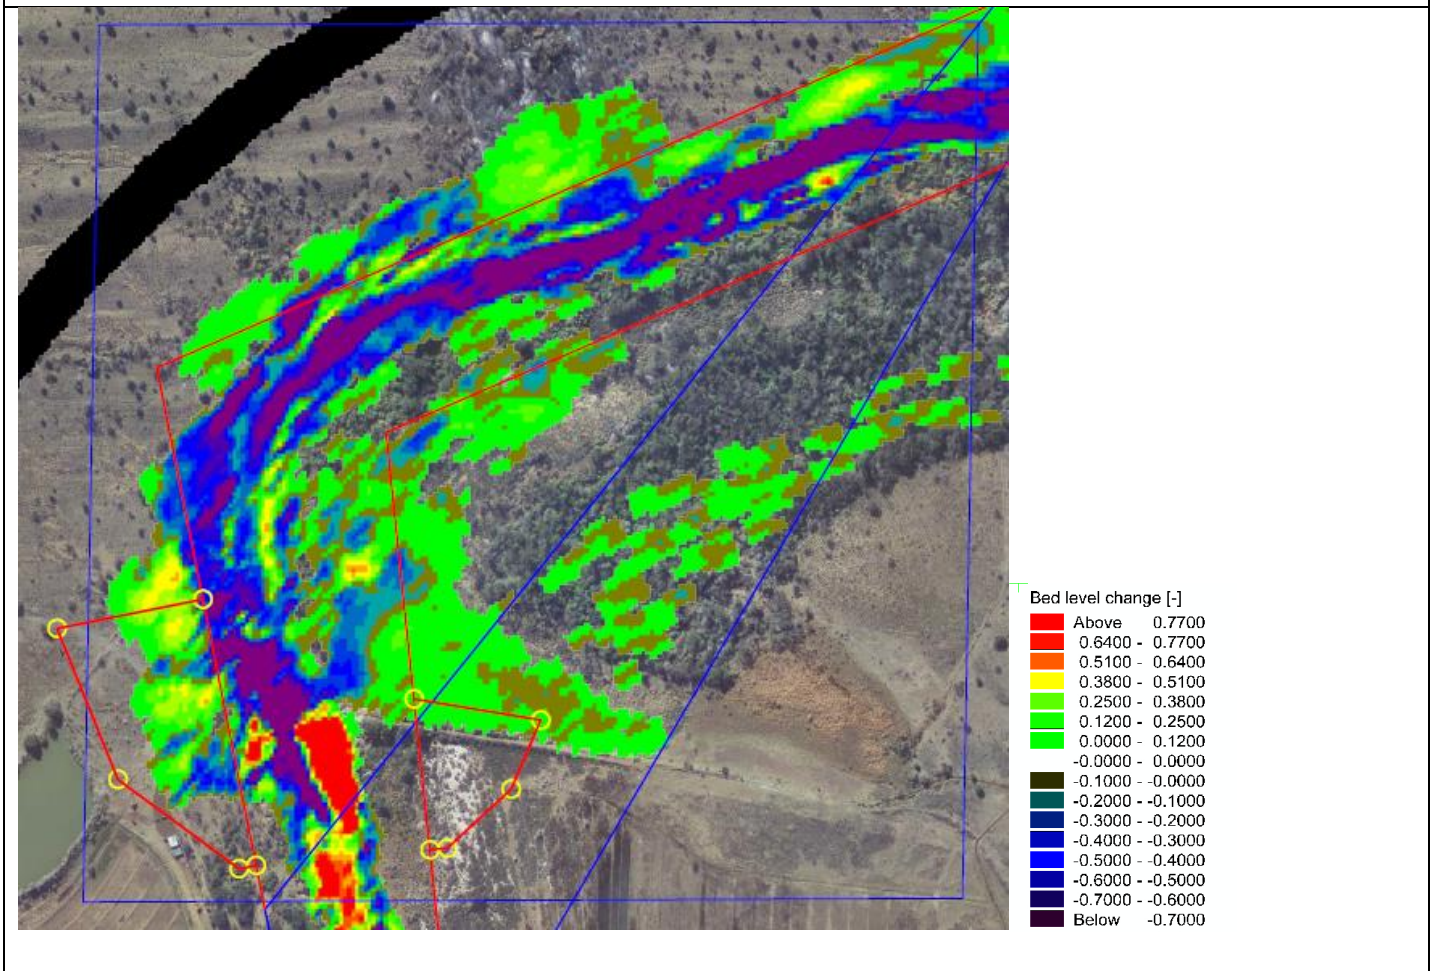 Bed level change [-]
Above 0.7700
0.6400 - 0.7700
0.5100 - 0.6400
0.3800 - 0.5100
0.2500 - 0.3800
0.1200 - 0.2500
0.0000 - 0.1200
-0.0000 - 0.0000
-0.1000 - -0.0000
-0.2000 - -0.1000
-0.3000 - -0.2000
-0.4000 - -0.3000
-0.5000 - -0.4000
-0.6000 - -0.5000
-0.7000 - -0.6000
Below -0.7000